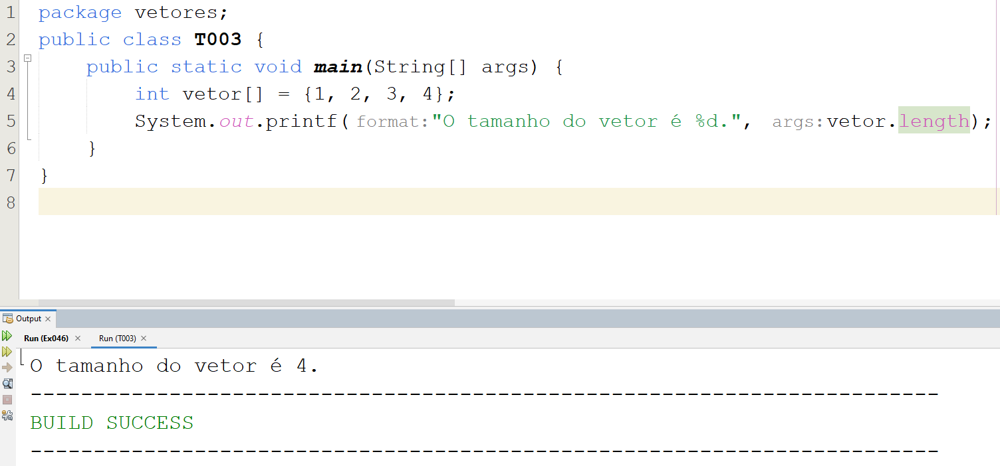 1 package vetores;
2 public class T003 {
3 public static void main(String[] args) {
4 int vetor[] = {1, 2, 3, 4};
5 System.out.printf( format:"O tamanho do vetor é %d.", args:vetor.length);
6 }
7 }
8
Output
Run (Ex046) Run (T003)
O tamanho do vetor é 4.
------------------------------------------------------------------------
BUILD SUCCESS
------------------------------------------------------------------------